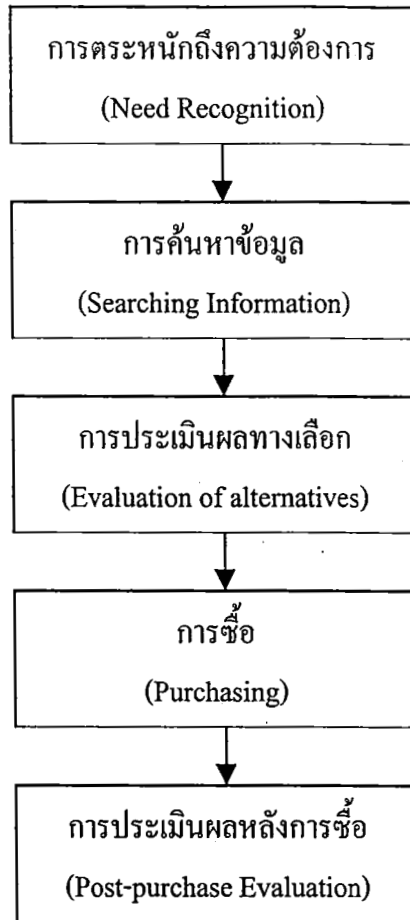 การตระหนักถึงความต้องการ
(Need Recognition)
การค้นหาข้อมูล
(Searching Information)
การประเมินผลทางเลือก
(Evaluation of alternatives)
การซื้อ
(Purchasing)
การประเมินผลหลังการซื้อ
(Post-purchase Evaluation)